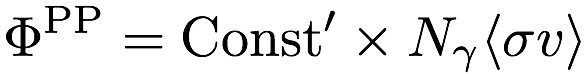 Φ^PP = Const′ × N_γ⟨σv⟩